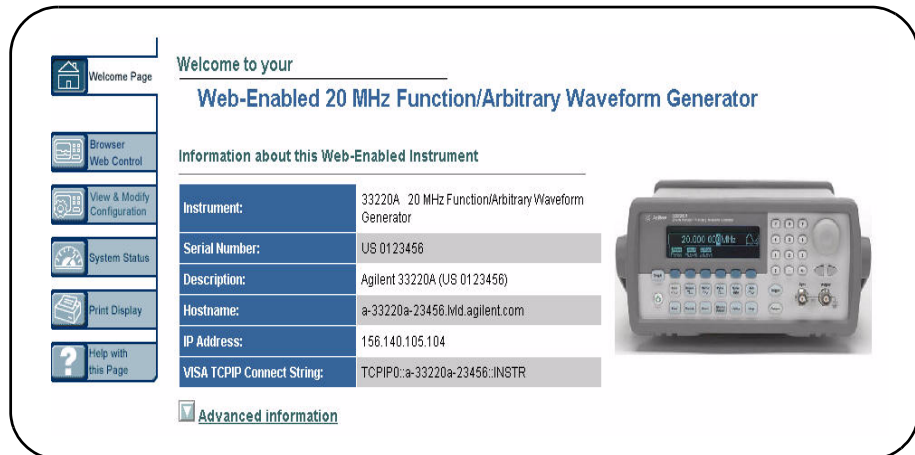 Welcome Page
Browser
Web Control
View & Modify
Configuration
System Status
Print Display
Help with
this Page
Welcome to your
Web-Enabled 20 MHz Function/Arbitrary Waveform Generator
Information about this Web-Enabled Instrument
Instrument: 33220A 20 MHz Function/Arbitrary Waveform
Generator
Serial Number: US 0123456
Description: Agilent 33220A (US 0123456)
Hostname: a-33220a-23456.lvld.agilent.com
IP Address: 156.140.105.104
VISA TCPIP Connect String: TCPIP0::a-33220a-23456::INSTR
Advanced information
Agilent